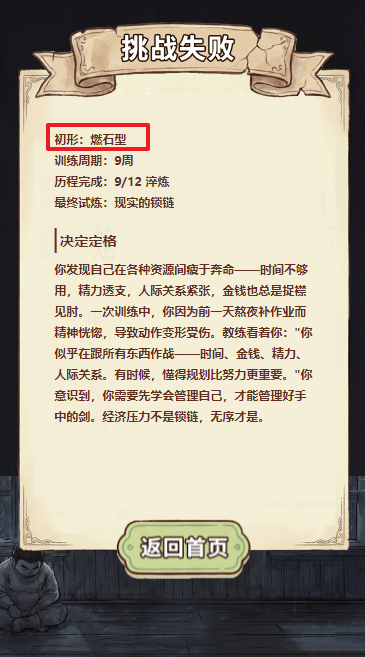 挑战失败
初形：燃石型
训练周期：9周
历程完成：9/12 淬炼
最终试炼：现实的锁链
决定定格
你发现自己在各种资源间疲于奔命——时间不够
用，精力透支，人际关系紧张，金钱也总是捉襟
见肘。一次训练中，你因为前一天熬夜补作业而
精神恍惚，导致动作变形受伤。教练看着你："你
似乎在跟所有东西作战——时间、金钱、精力、
人际关系。有时候，懂得规划比努力更重要。"你
意识到，你需要先学会管理自己，才能管理好手
中的剑。经济压力不是锁链，无序才是。
返回首页